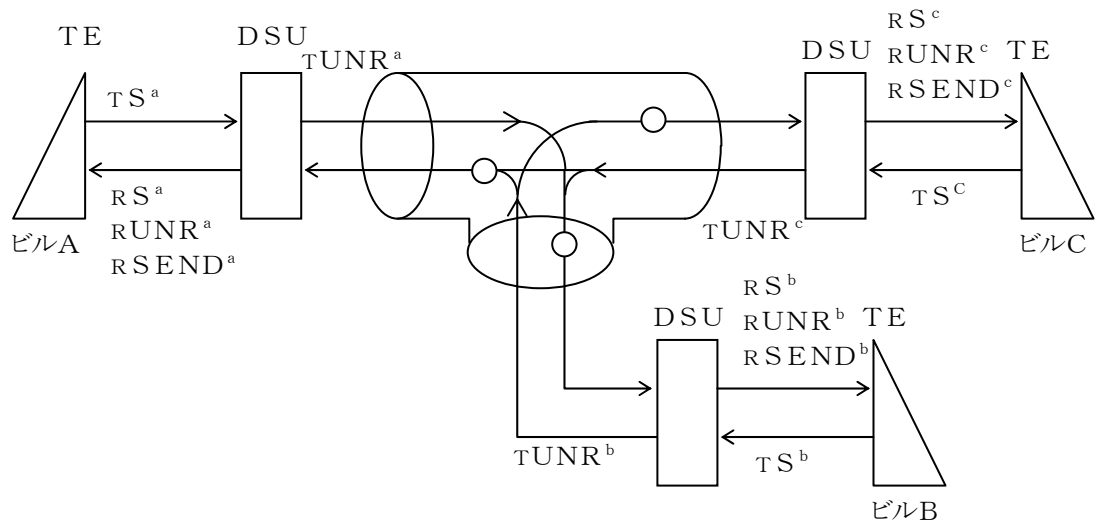 TE
DSU
TUNRᵃ
TSᵃ
RSᵃ
RUNRᵃ
RSENDᵃ
ビルA
DSU
RSᶜ
RUNRᶜ
RSENDᶜ
TE
TSC
TUNRᶜ
ビルC
DSU
RSᵇ
RUNRᵇ
RSENDᵇ
TE
TUNRᵇ
TSᵇ
ビルB